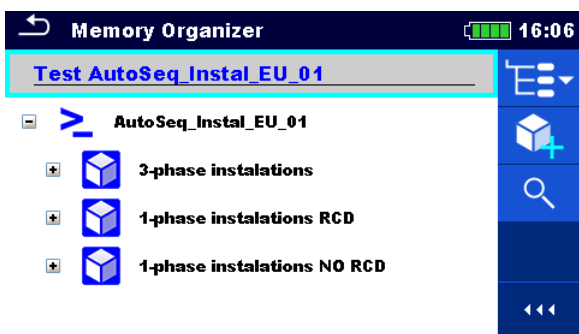 Memory Organizer 16:06
Test AutoSeq_Instal_EU_01
AutoSeq_Instal_EU_01
3-phase instalations
1-phase instalations RCD
1-phase instalations NO RCD